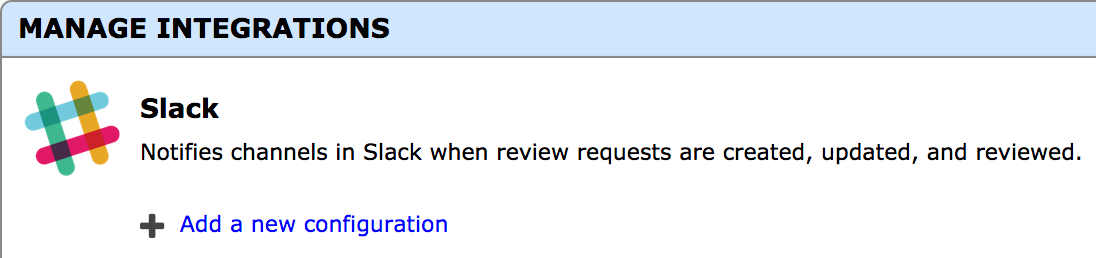 MANAGE INTEGRATIONS
Slack
Notifies channels in Slack when review requests are created, updated, and reviewed.
Add a new configuration